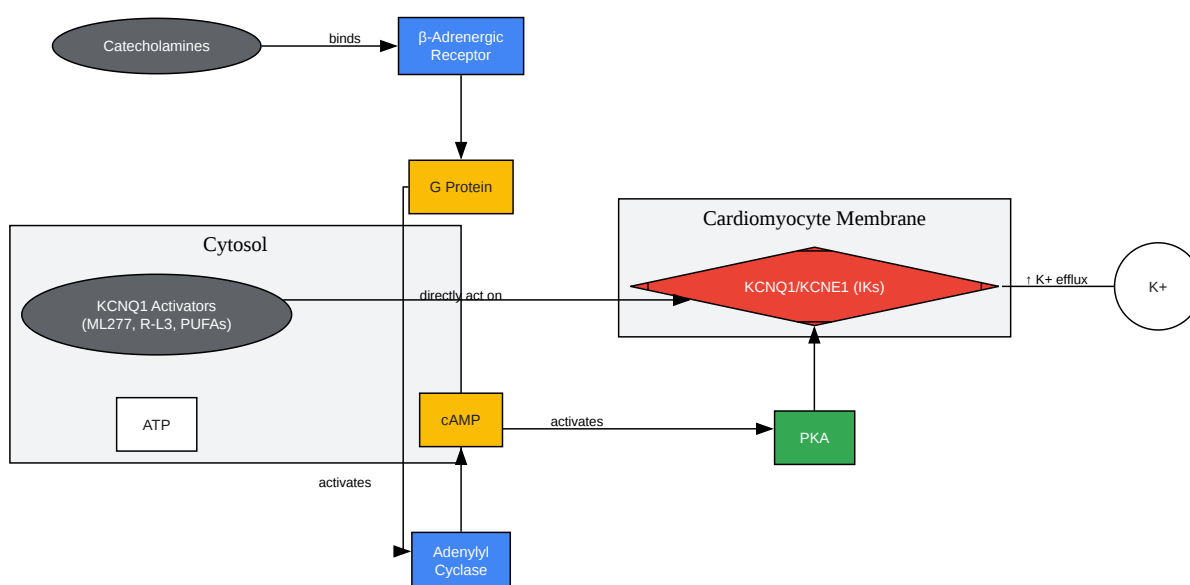 Catecholamines
binds
β-Adrenergic
Receptor
G Protein
Cytosol
Cardiomyocyte Membrane
KCNQ1 Activators
(ML277, R-L3, PUFAs)
directly act on
KCNQ1/KCNE1 (IKs)
↑ K+ efflux
K+
ATP
cAMP
activates
PKA
activates
Adenylyl
Cyclase